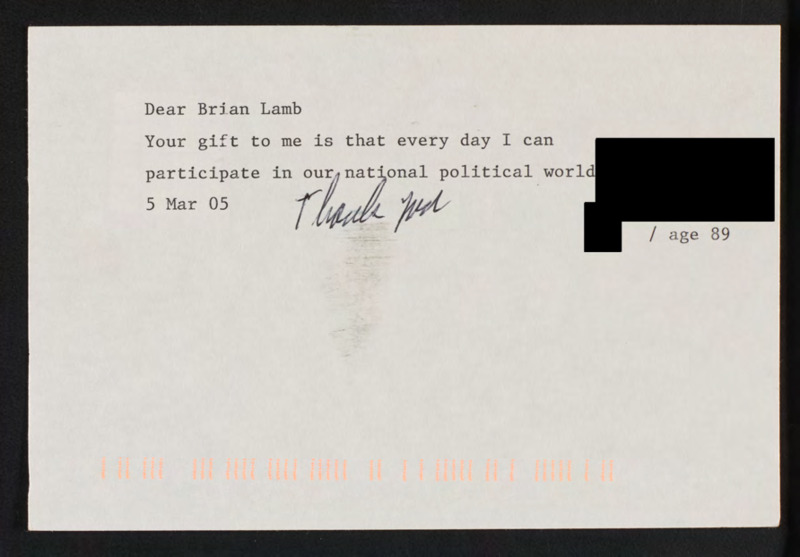 Dear Brian Lamb
Your gift to me is that every day I can
participate in our national political world
5 Mar 05
Thank you
/ age 89